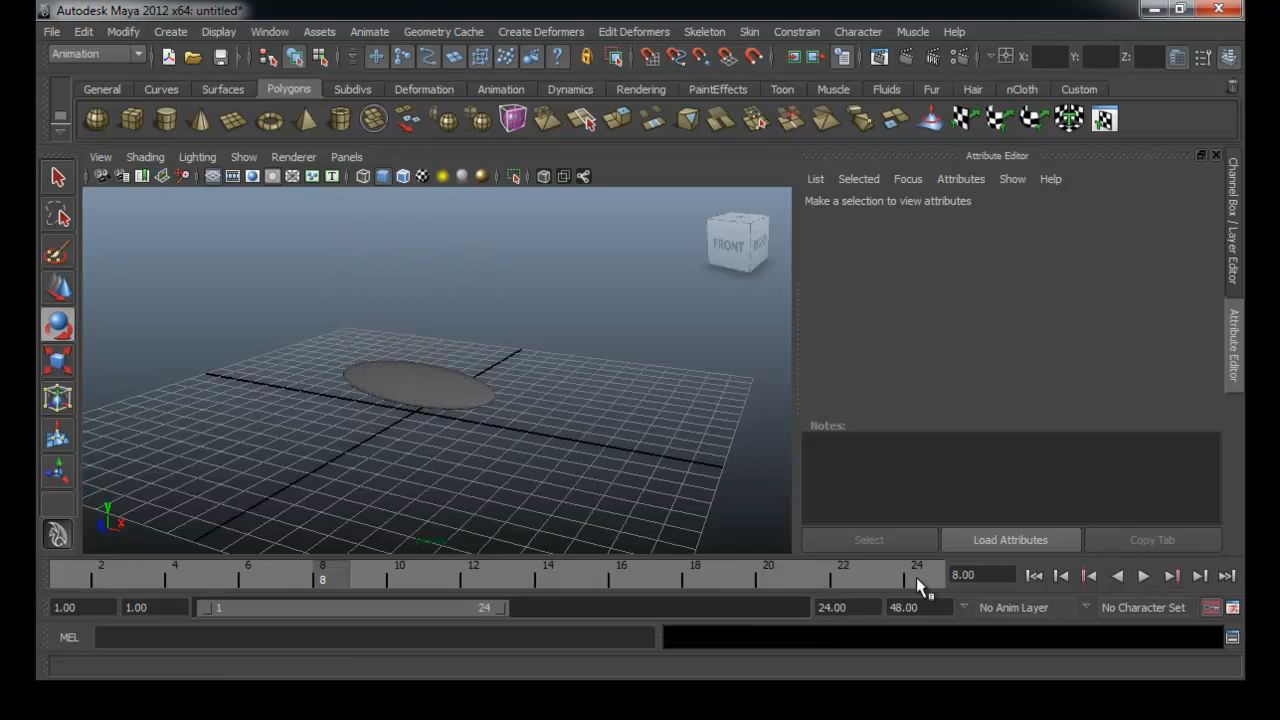 Autodesk Maya 2012 x64: untitled*
File Edit Modify Create Display Window Assets Animate Geometry Cache Create Deformers Edit Deformers Skeleton Skin Constrain Character Muscle Help
Animation X: Y: Z:
General Curves Surfaces Polygons Subdivs Deformation Animation Dynamics Rendering PaintEffects Toon Muscle Fluids Fur Hair nCloth Custom
View Shading Lighting Show Renderer Panels
Attribute Editor
List Selected Focus Attributes Show Help
Make a selection to view attributes
FRONT RIGHT
Channel Box / Layer Editor
Attribute Editor
Notes:
y
x
Select Load Attributes Copy Tab
2 4 6 8 10 12 14 16 18 20 22 24
8 8.00
1.00 1.00 1 24 24.00 48.00 No Anim Layer No Character Set
MEL